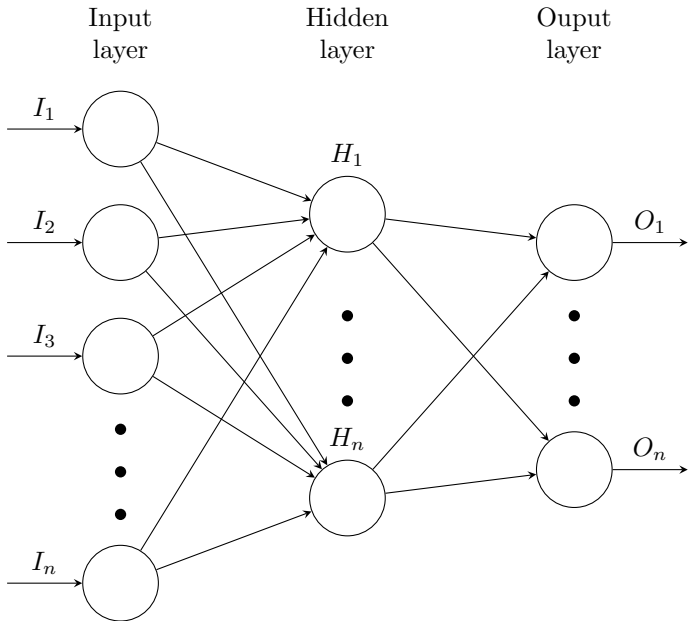 Input
layer
Hidden
layer
Ouput
layer
I₁
H₁
I₂
O₁
I₃
Hₙ
Oₙ
Iₙ